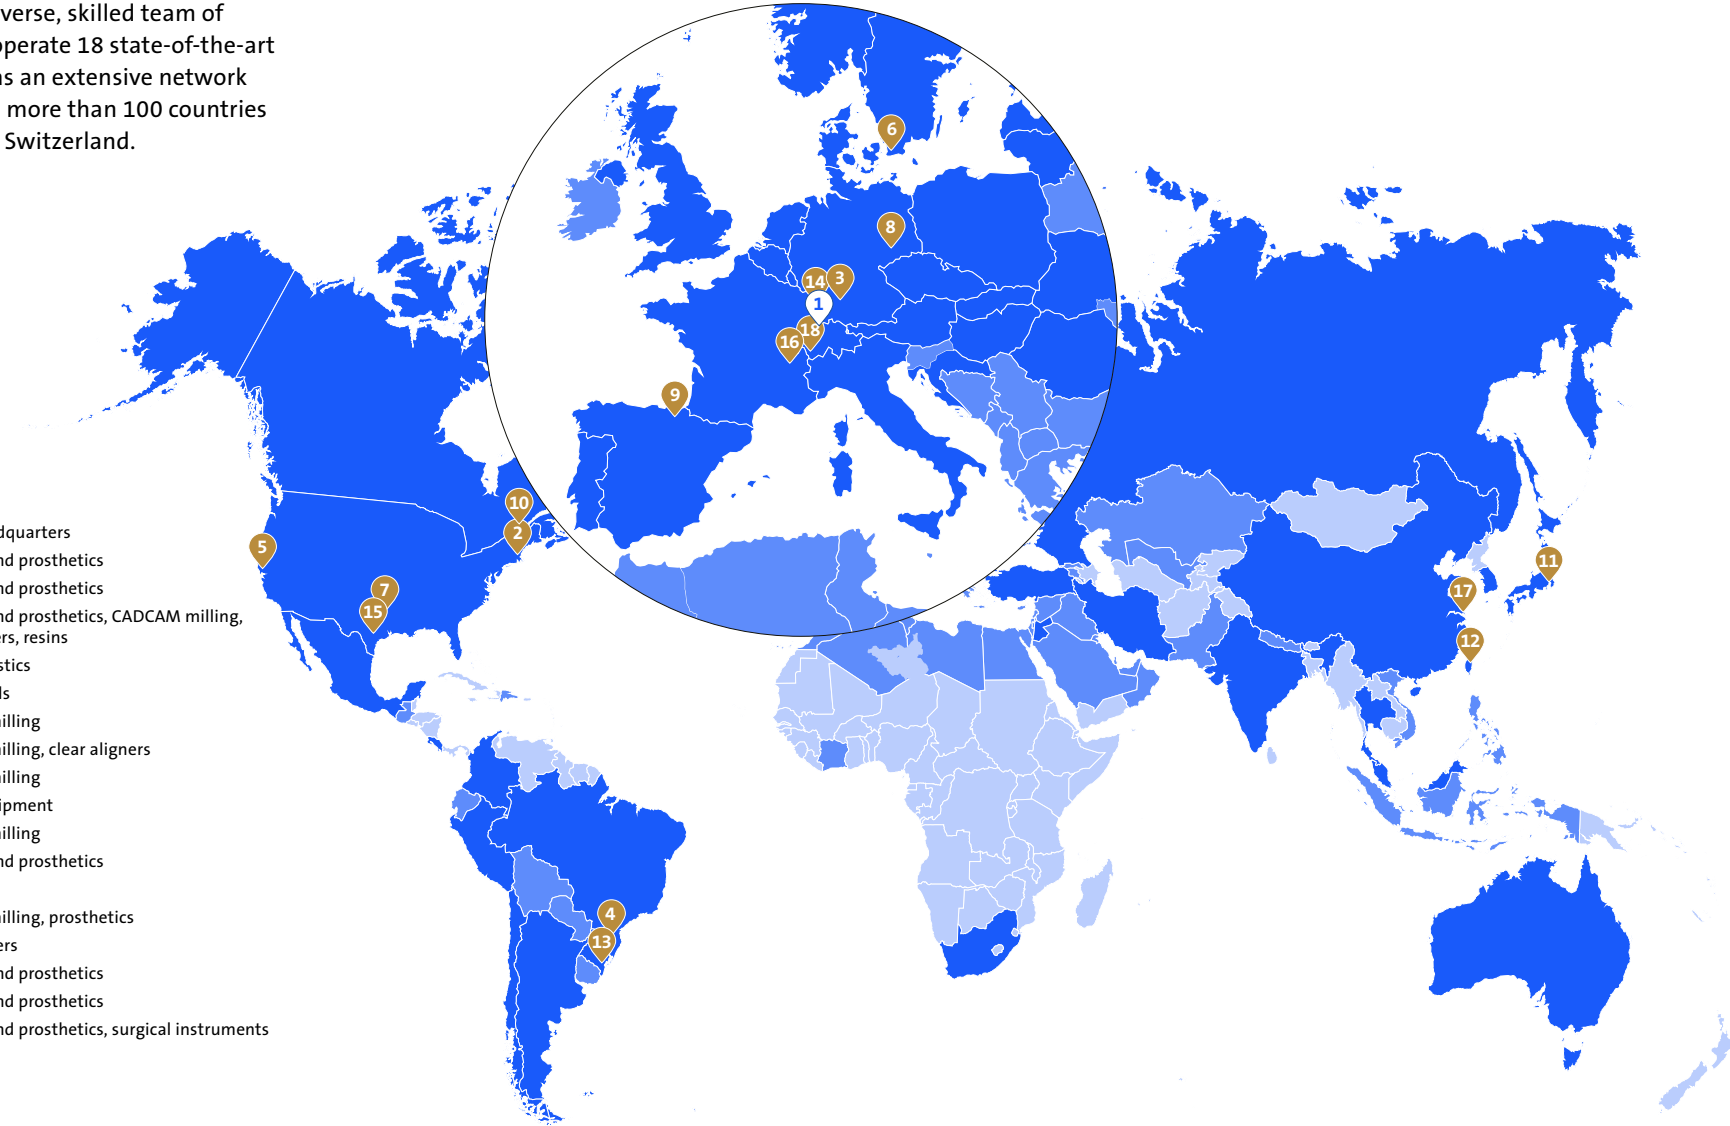 verse, skilled team of
operate 18 state-of-the-art
as an extensive network
more than 100 countries
Switzerland.
dquarters
nd prosthetics
nd prosthetics
nd prosthetics, CADCAM milling,
ers, resins
stics
ls
illing
illing, clear aligners
illing
ipment
illing
nd prosthetics
illing, prosthetics
ers
nd prosthetics
nd prosthetics
nd prosthetics, surgical instruments
6
8
14
3
1
18
16
9
10
2
5
7
15
11
17
12
4
13